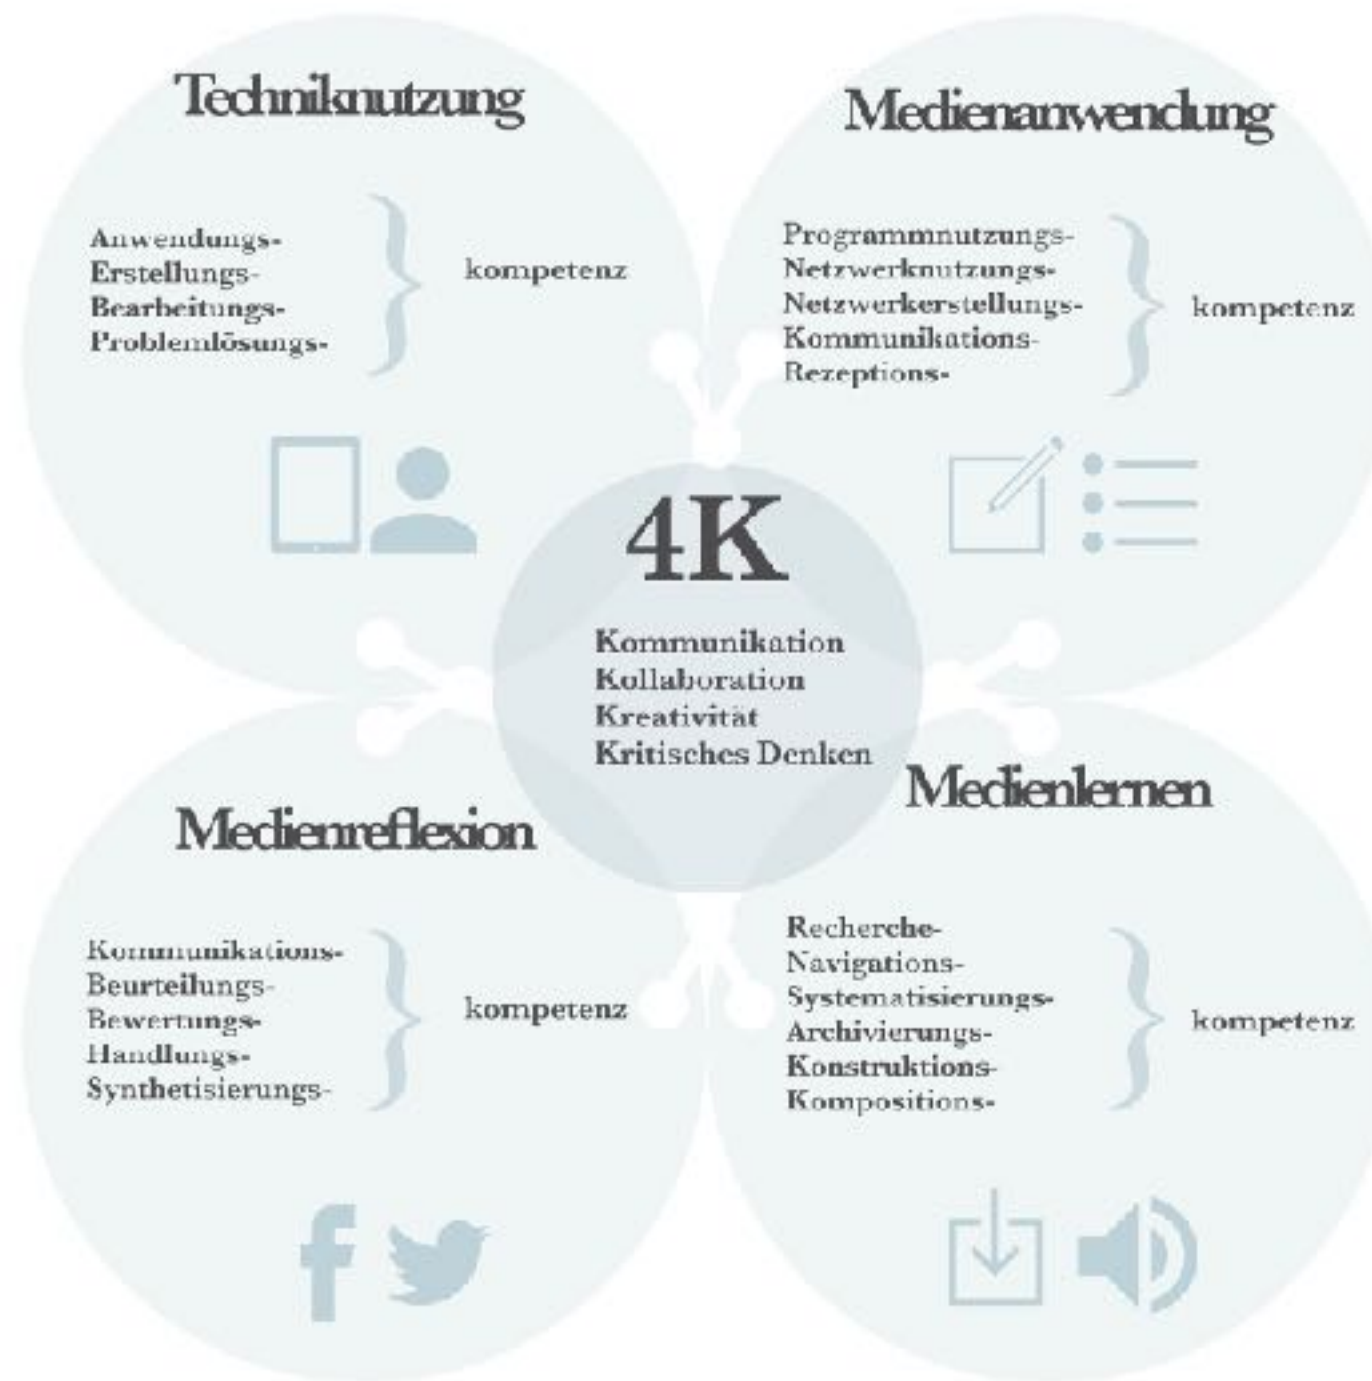 Techniknutzung
Anwendungs-
Erstellungs-
Bearbeitungs-
Problemlösungs-
kompetenz
Medienanwendung
Programmnutzungs-
Netzwerknutzungs-
Netzwerkerstellungs-
Kommunikations-
Rezeptions-
kompetenz
4K
Kommunikation
Kollaboration
Kreativität
Kritisches Denken
Medienreflexion
Kommunikations-
Beurteilungs-
Bewertungs-
Handlungs-
Synthetisierungs-
kompetenz
Medienlernen
Recherche-
Navigations-
Systematisierungs-
Archivierungs-
Konstruktions-
Kompositions-
kompetenz